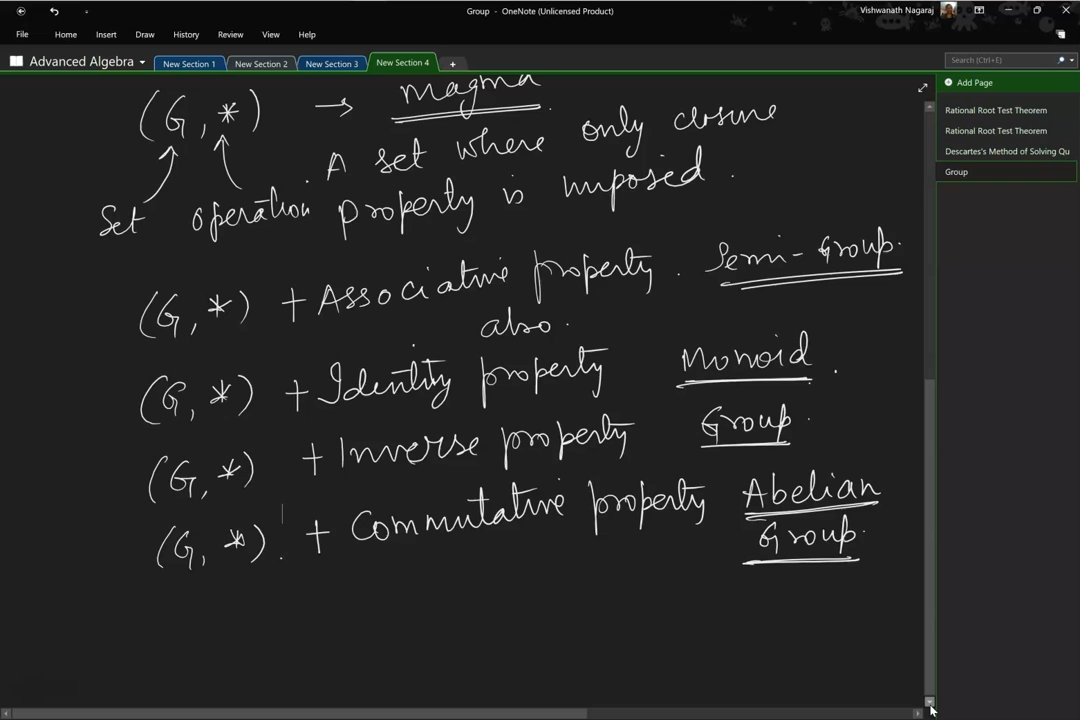 Group - OneNote (Unlicensed Product)
Vishwanath Nagaraj
File Home Insert Draw History Review View Help
Advanced Algebra New Section 1 New Section 2 New Section 3 New Section 4 +
Search (Ctrl+E)
Add Page
Rational Root Test Theorem
Rational Root Test Theorem
Descartes's Method of Solving Qu
Group
(G, *) → Magma.
A set where only closure
Set operation property is imposed.
(G, *) + Associative property. Semi-Group.
also.
(G, *) + Identity property Monoid.
(G, *) + Inverse property Group.
(G, *). + Commutative property Abelian
Group.